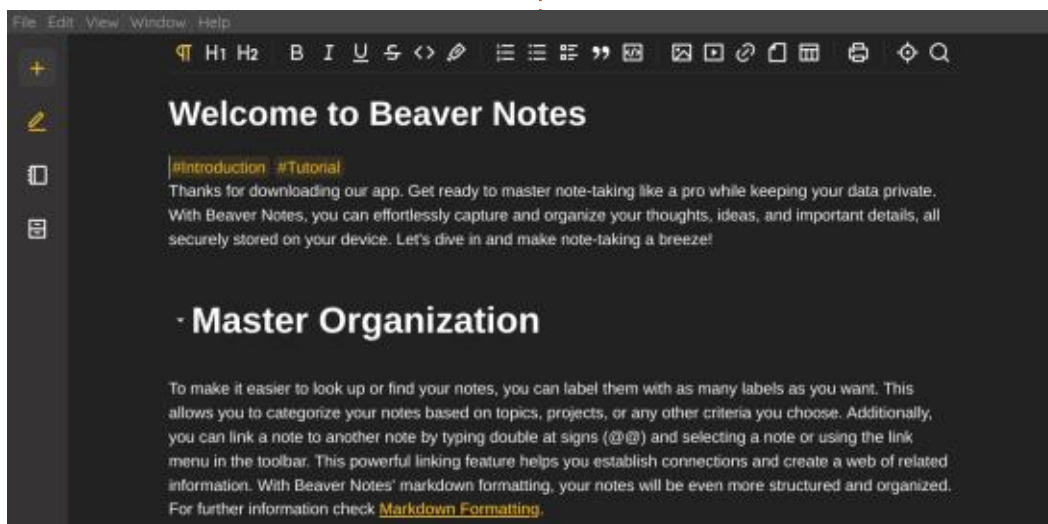 File Edit View Window Help
¶ H1 H2 B I U S <> ” </>
Welcome to Beaver Notes
#Introduction #Tutorial
Thanks for downloading our app. Get ready to master note-taking like a pro while keeping your data private.
With Beaver Notes, you can effortlessly capture and organize your thoughts, ideas, and important details, all
securely stored on your device. Let's dive in and make note-taking a breeze!
Master Organization
To make it easier to look up or find your notes, you can label them with as many labels as you want. This
allows you to categorize your notes based on topics, projects, or any other criteria you choose. Additionally,
you can link a note to another note by typing double at signs (@@) and selecting a note or using the link
menu in the toolbar. This powerful linking feature helps you establish connections and create a web of related
information. With Beaver Notes' markdown formatting, your notes will be even more structured and organized.
For further information check Markdown Formatting.